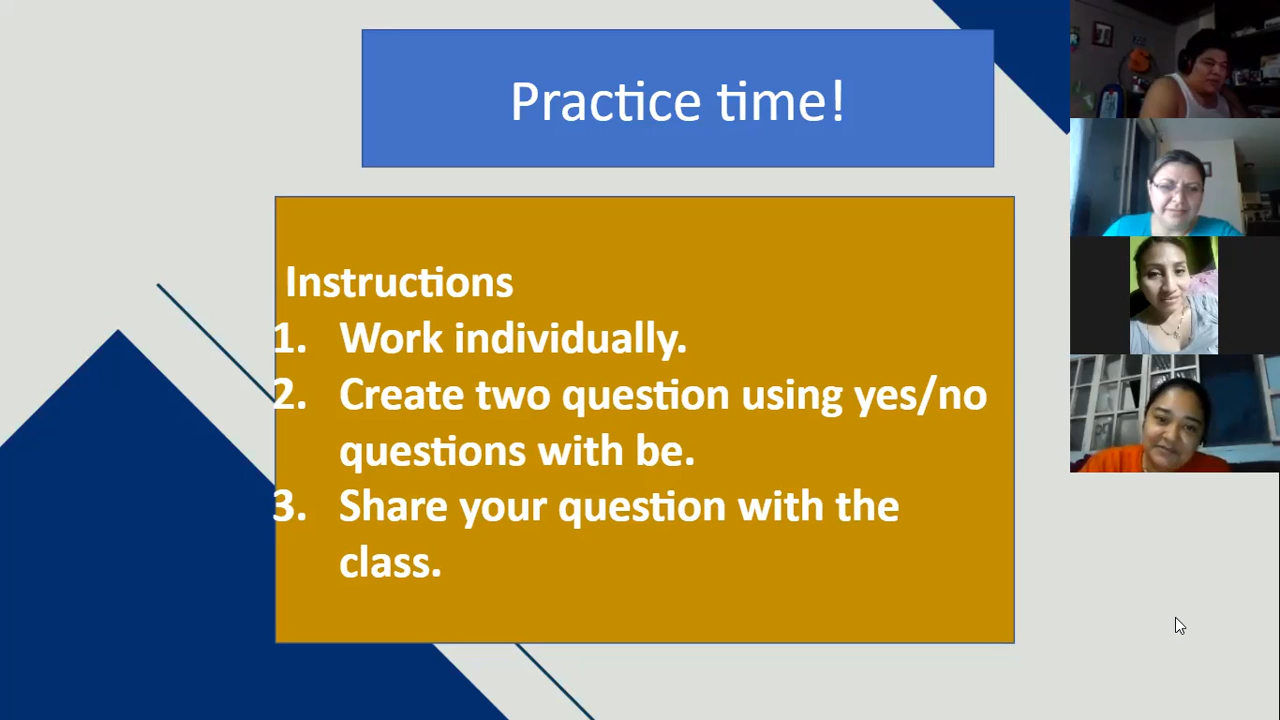 Practice time!
Instructions
1. Work individually.
2. Create two question using yes/no
questions with be.
3. Share your question with the
class.